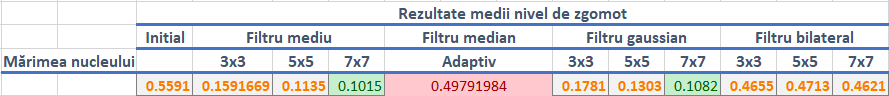 Rezultate medii nivel de zgomot
Initial Filtru mediu Filtru median Filtru gaussian Filtru bilateral
Mărimea nucleului 3x3 5x5 7x7 Adaptiv 3x3 5x5 7x7 3x3 5x5 7x7
0.5591 0.1591669 0.1135 0.1015 0.49791984 0.1781 0.1303 0.1082 0.4655 0.4713 0.4621